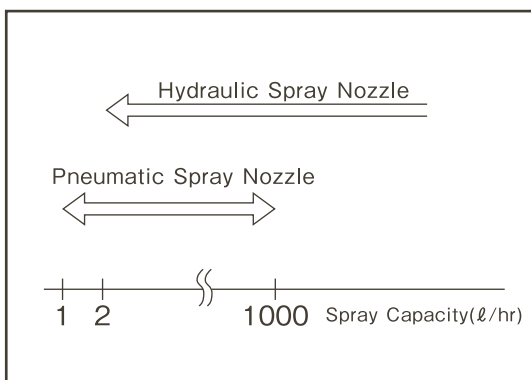 Hydraulic Spray Nozzle
Pneumatic Spray Nozzle
1 2 1000 Spray Capacity(ℓ/hr)